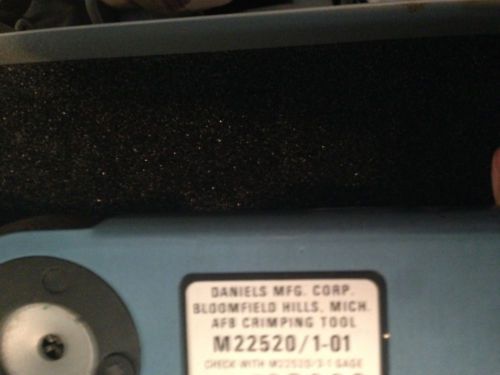 DANIELS MFG. CORP.
BLOOMFIELD HILLS, MICH.
AF8 CRIMPING TOOL
M22520/1-01
CHECK WITH M22520/3-1 GAGE